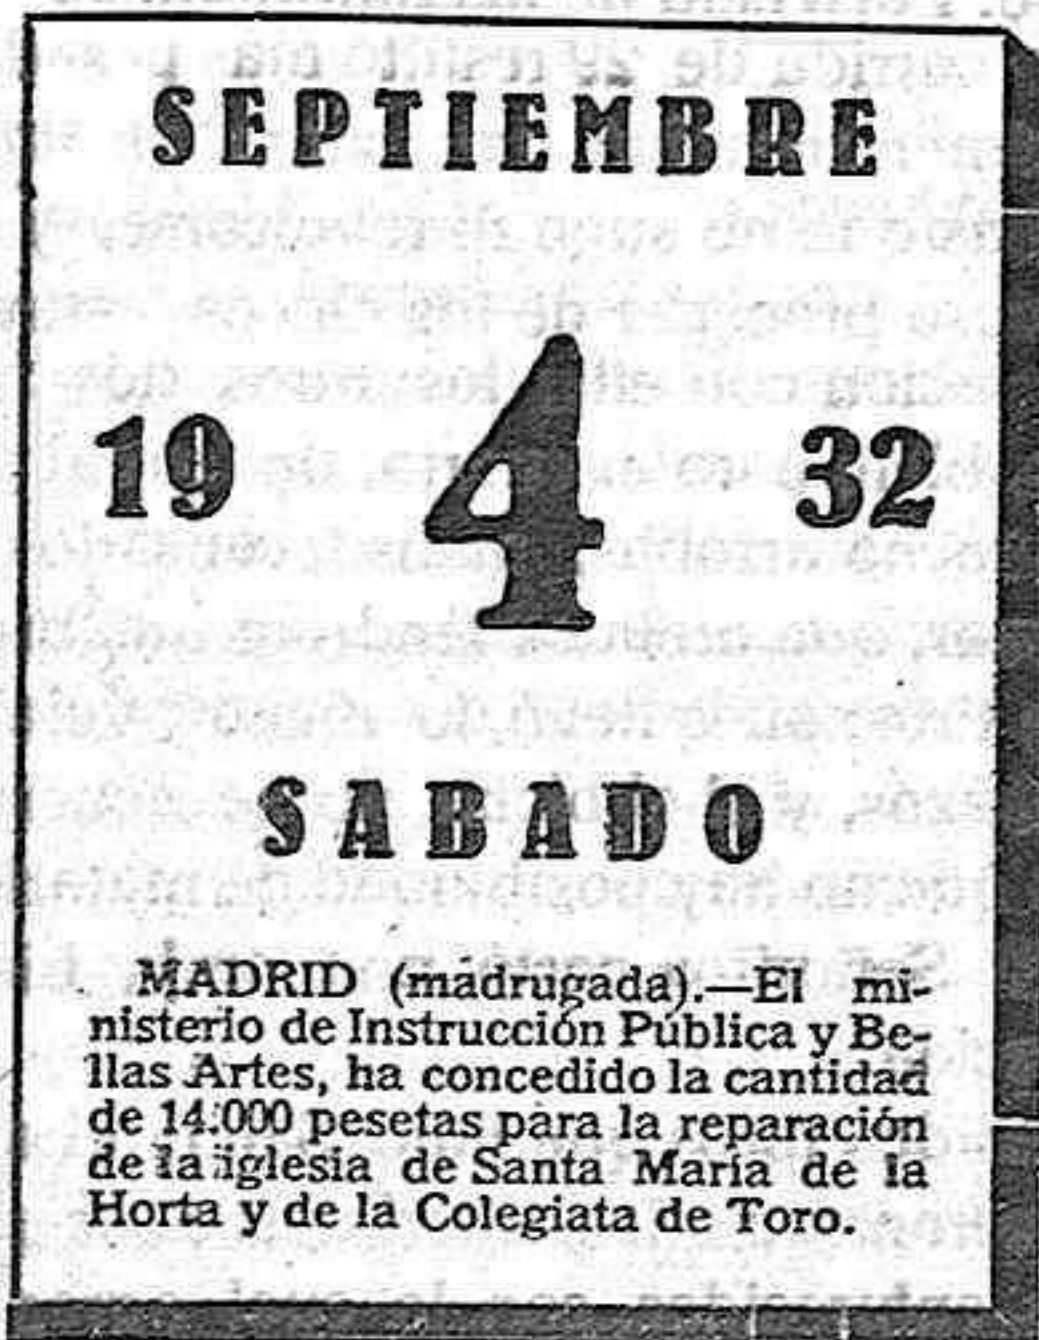 SEPTIEMBRE
19 4 32
SABADO
MADRID (madrugada).—El mi-
nisterio de Instrucción Pública y Be-
llas Artes, ha concedido la cantidad
de 14.000 pesetas para la reparación
de la iglesia de Santa María de la
Horta y de la Colegiata de Toro.